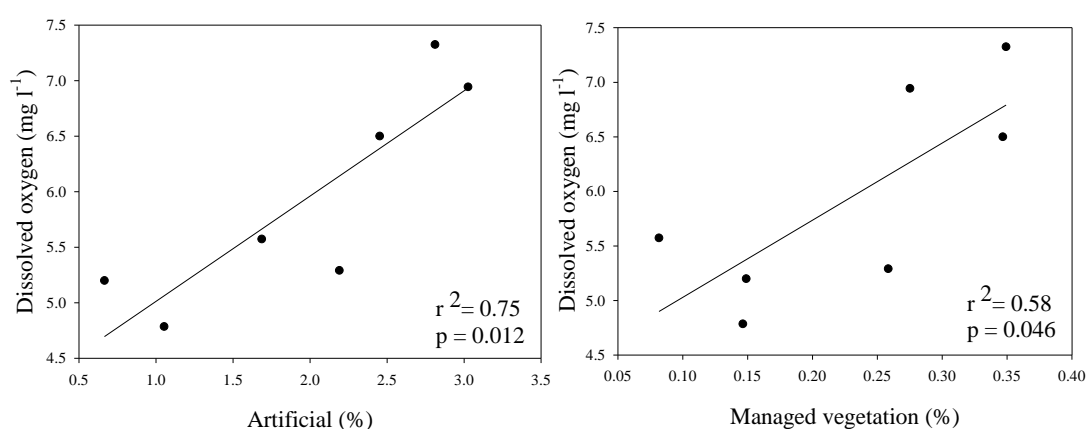 7.5
7.0
6.5
6.0
5.5
5.0
4.5
Dissolved oxygen (mg l-1)
0.5 1.0 1.5 2.0 2.5 3.0 3.5
Artificial (%)
r 2= 0.75
p = 0.012
7.5
7.0
6.5
6.0
5.5
5.0
4.5
Dissolved oxygen (mg l-1)
0.05 0.10 0.15 0.20 0.25 0.30 0.35 0.40
Managed vegetation (%)
r 2= 0.58
p = 0.046